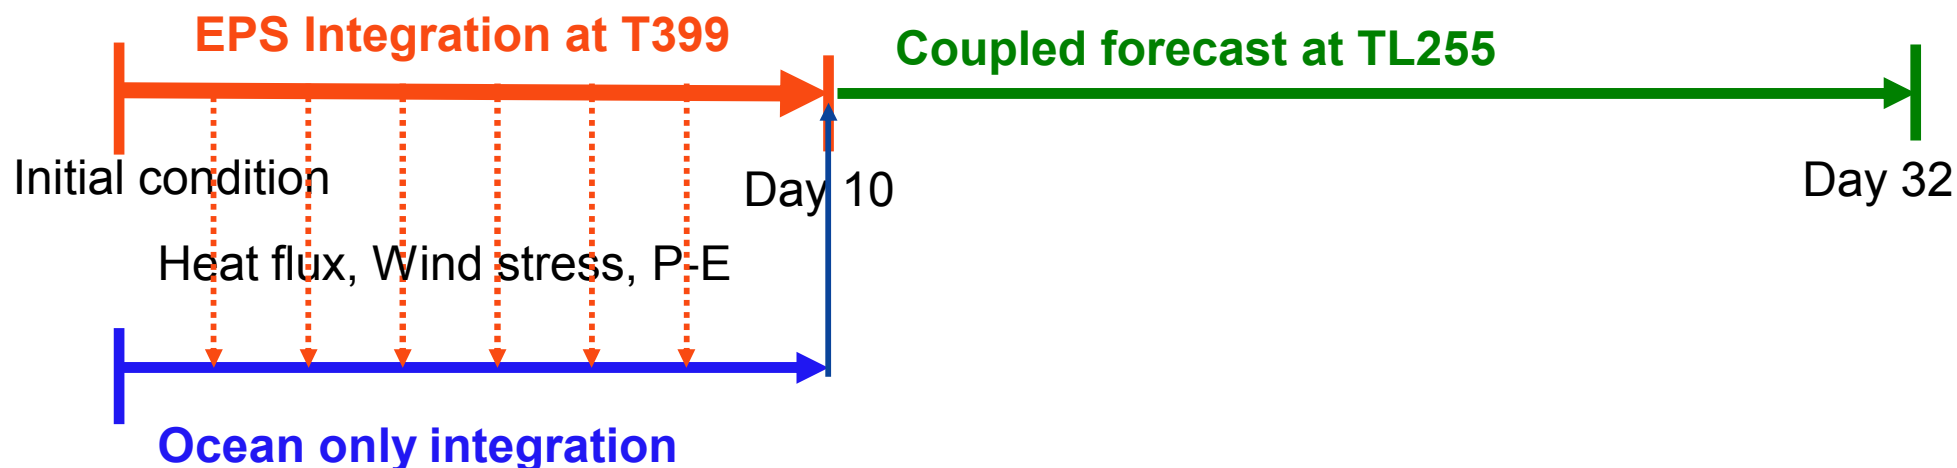 EPS Integration at T399
Coupled forecast at TL255
Initial condition
Day 10
Day 32
Heat flux, Wind stress, P-E
Ocean only integration